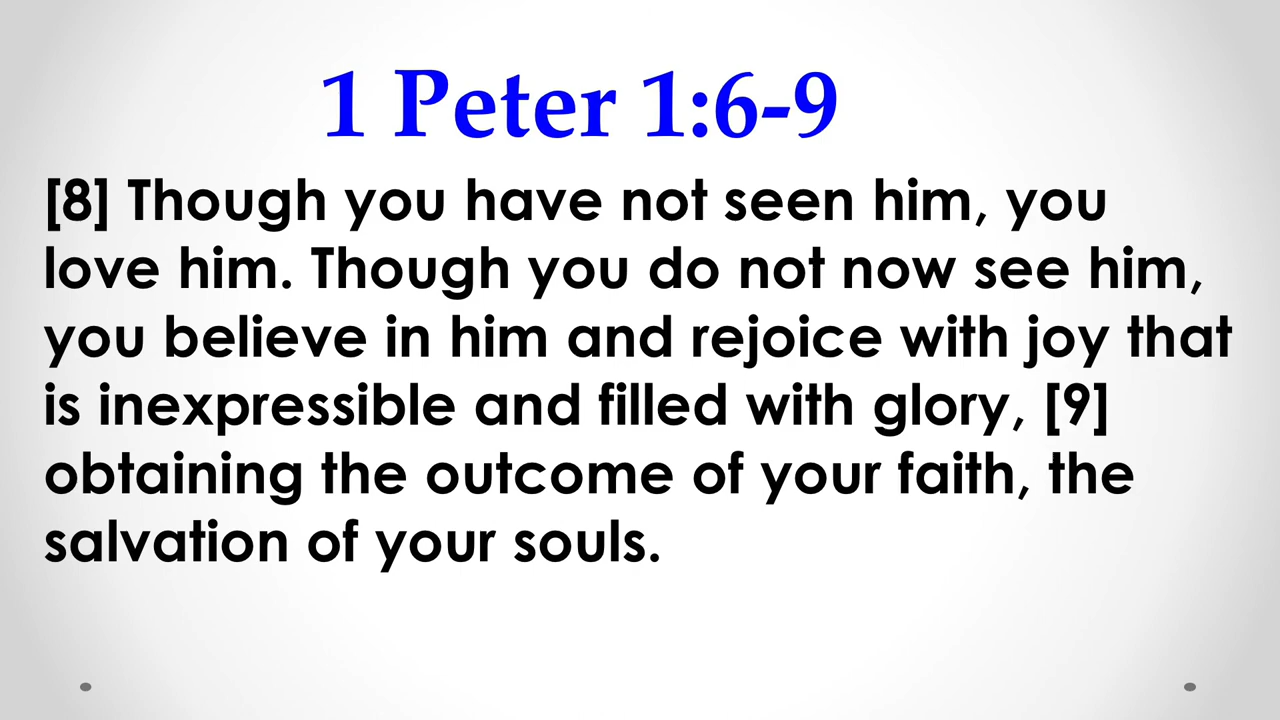 1 Peter 1:6-9
[8] Though you have not seen him, you
love him. Though you do not now see him,
you believe in him and rejoice with joy that
is inexpressible and filled with glory, [9]
obtaining the outcome of your faith, the
salvation of your souls.